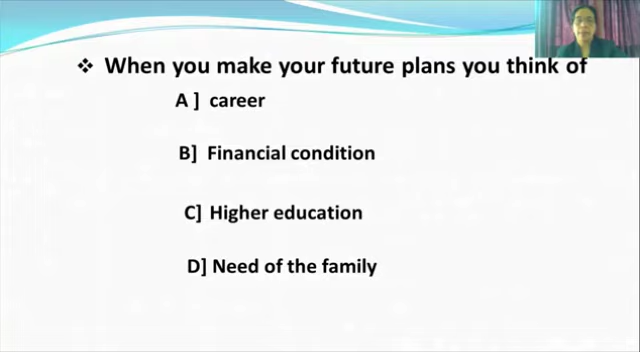 ❖ When you make your future plans you think of
A ] career
B] Financial condition
C] Higher education
D] Need of the family